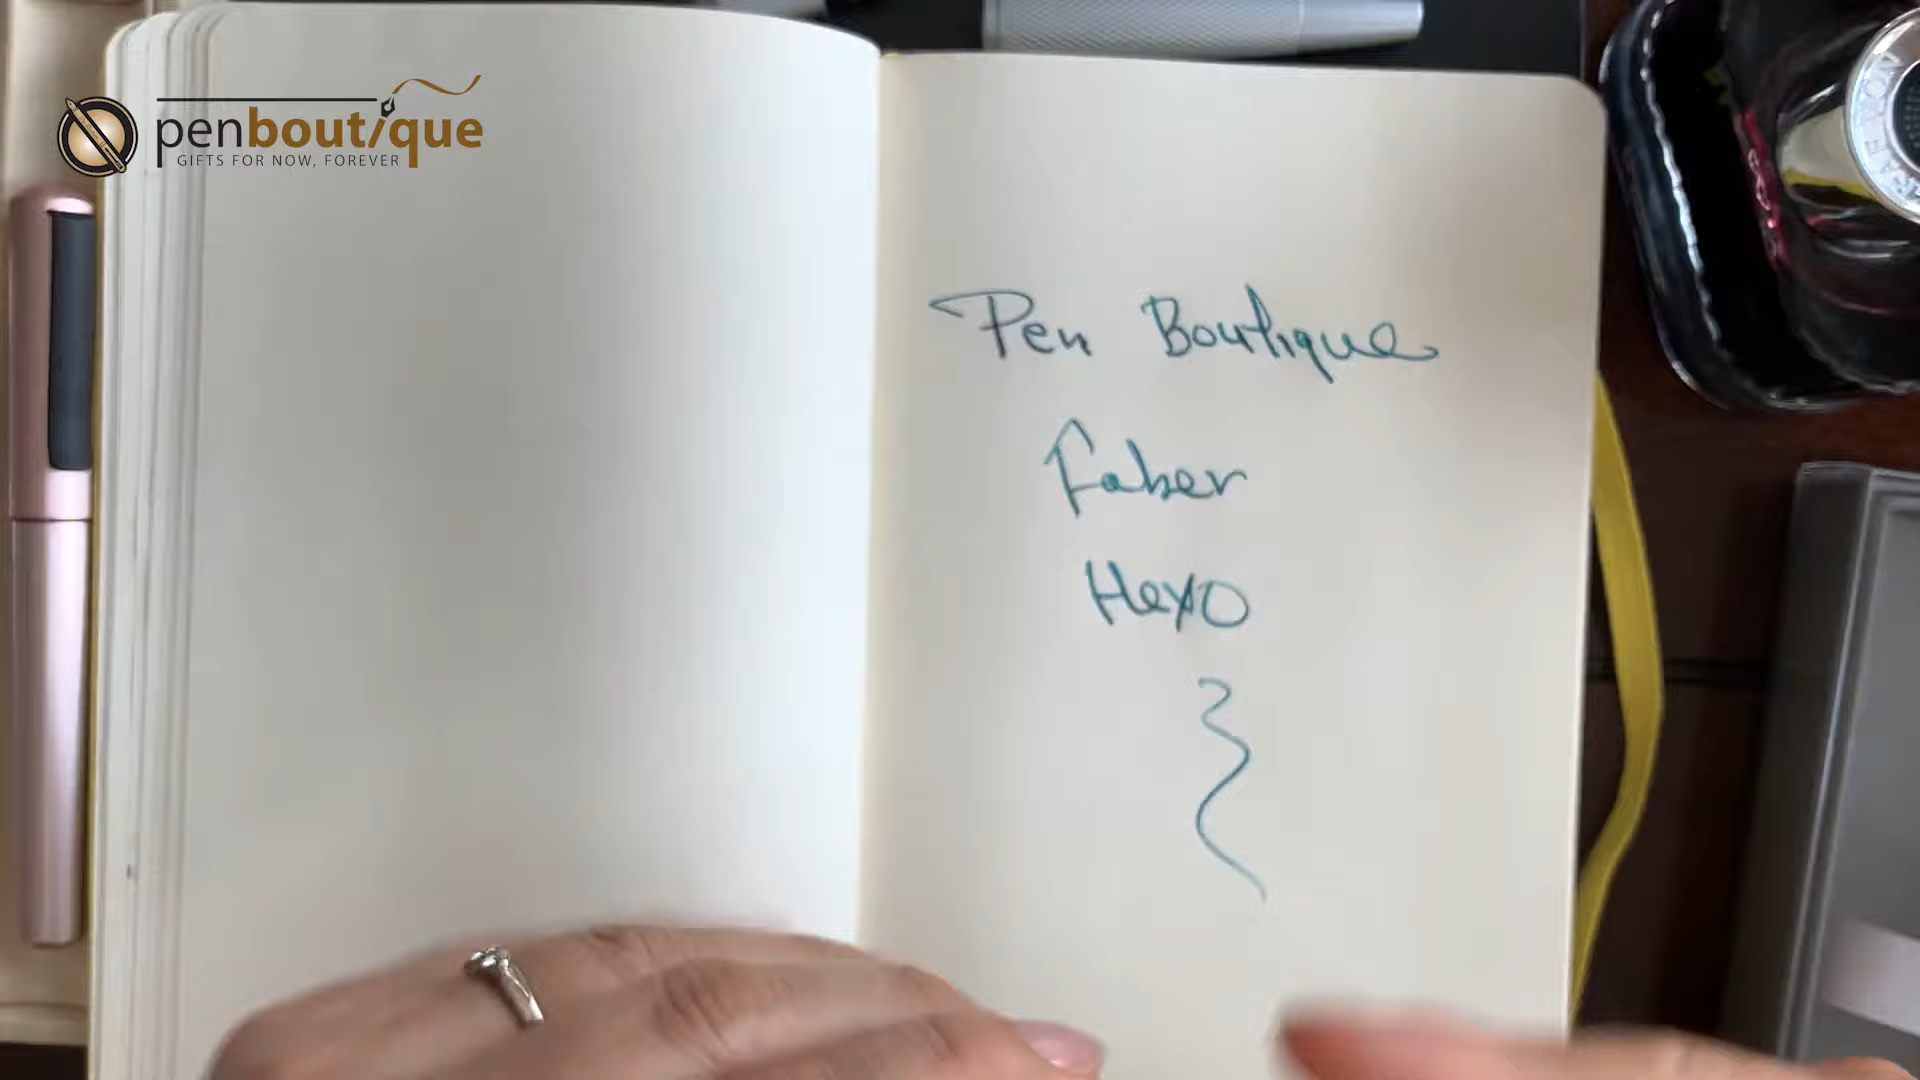 penboutique
GIFTS FOR NOW, FOREVER
Pen Boutique
Faber
Hexo